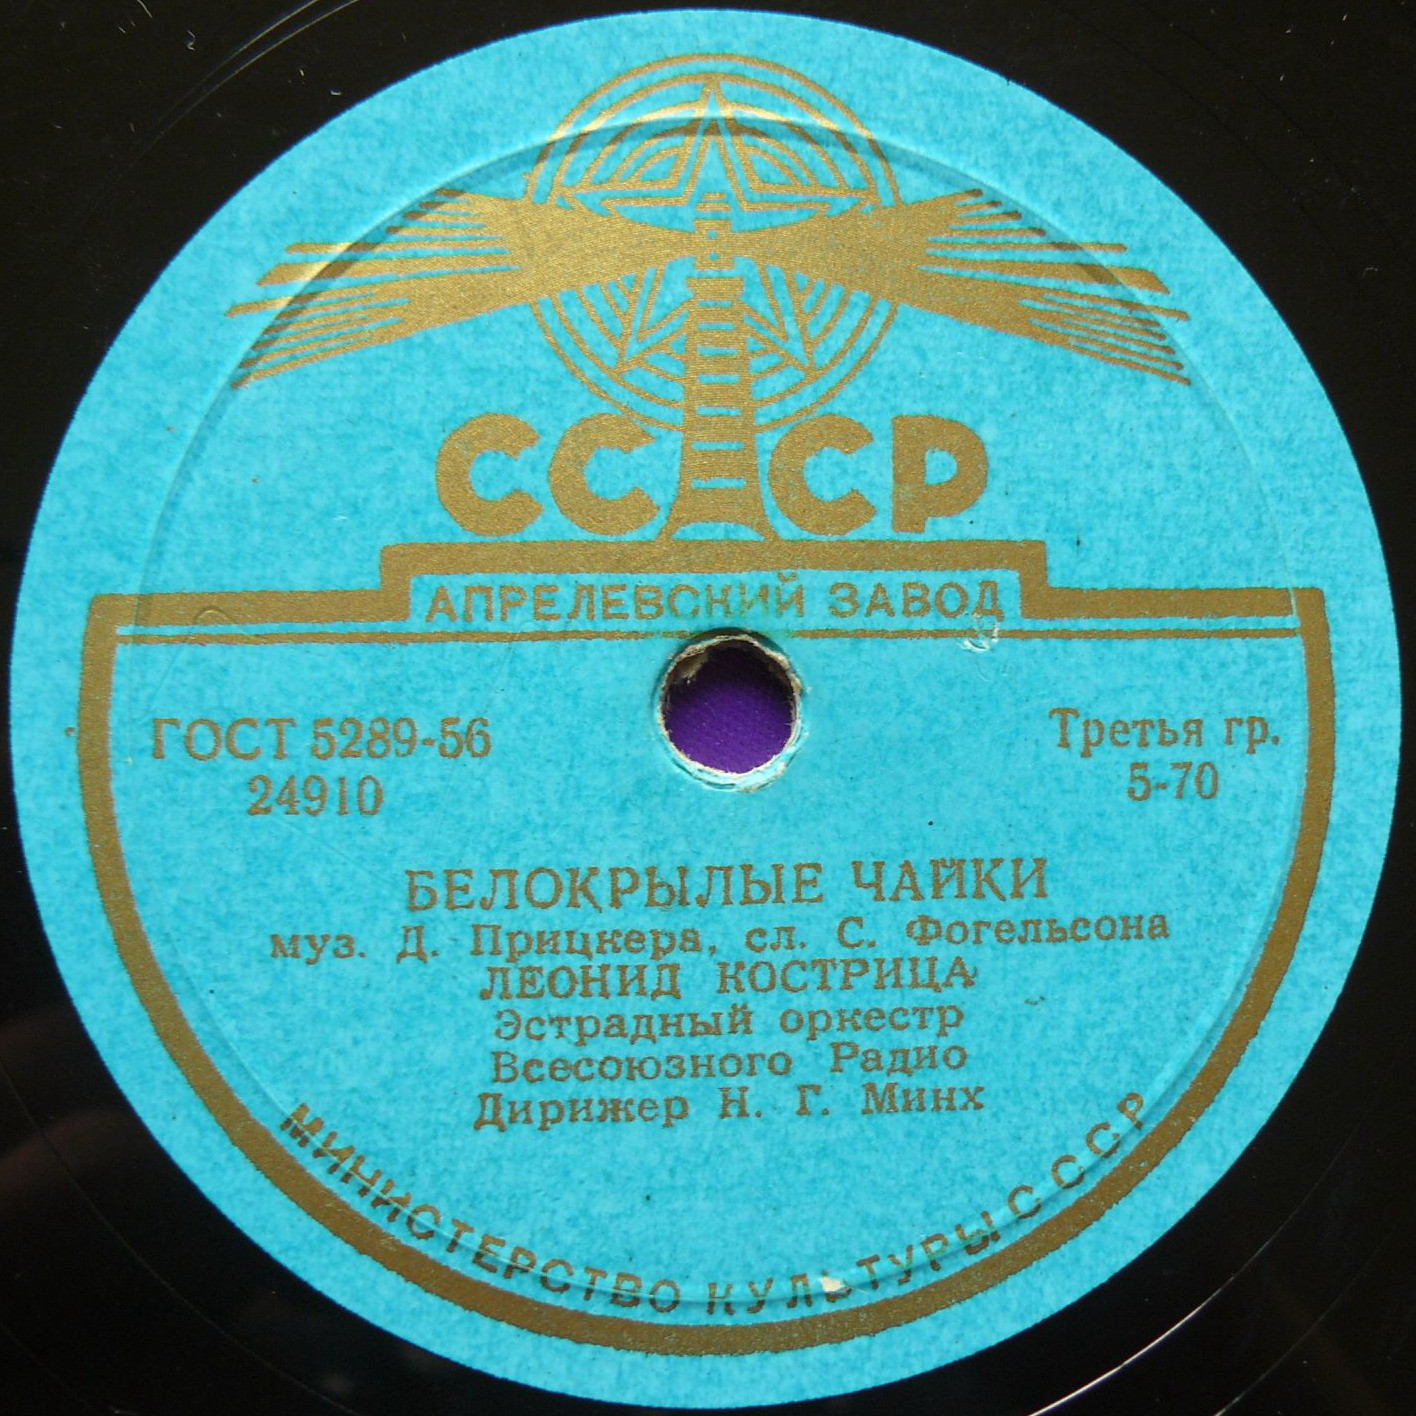 СССР
АПРЕЛЕВСКИЙ ЗАВОД
ГОСТ 5289-56
24910
Третья гр.
5-70
БЕЛОКРЫЛЫЕ ЧАЙКИ
муз. Д. Прицкера, сл. С. Фогельсона
ЛЕОНИД КОСТРИЦА
Эстрадный оркестр
Всесоюзного Радио
Дирижер Н. Г. Минх
МИНИСТЕРСТВО КУЛЬТУРЫ СССР